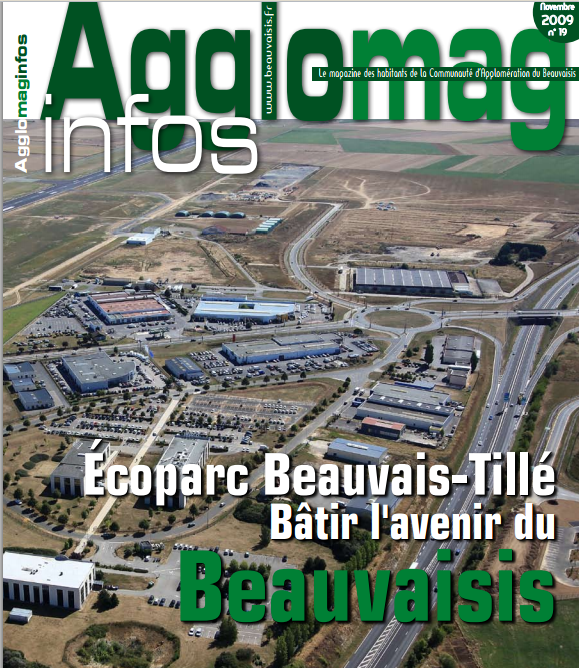 Novembre
2009
n° 19
Agglomag
www.beauvaisis.fr
Le magazine des habitants de la Communauté d'Agglomération du Beauvaisis
infos
Agglomaginfos
Écoparc Beauvais-Tillé
Bâtir l'avenir du
Beauvaisis